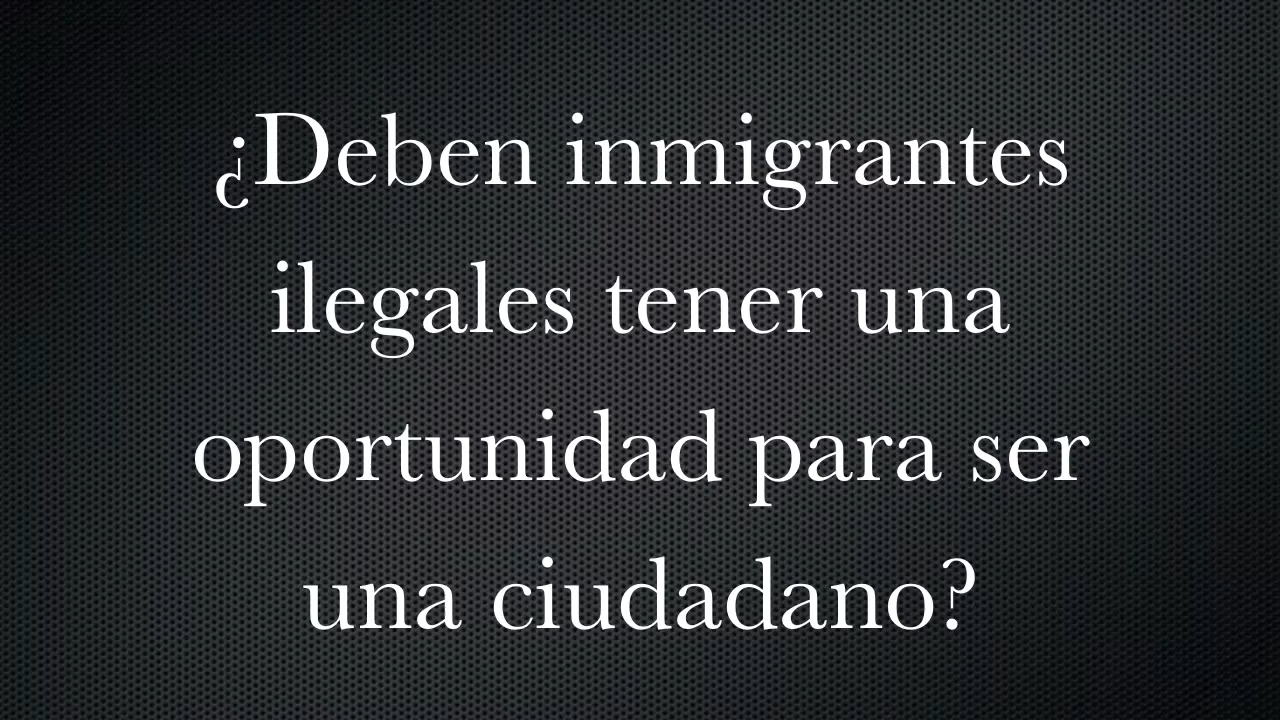 ¿Deben inmigrantes
ilegales tener una
oportunidad para ser
una ciudadano?